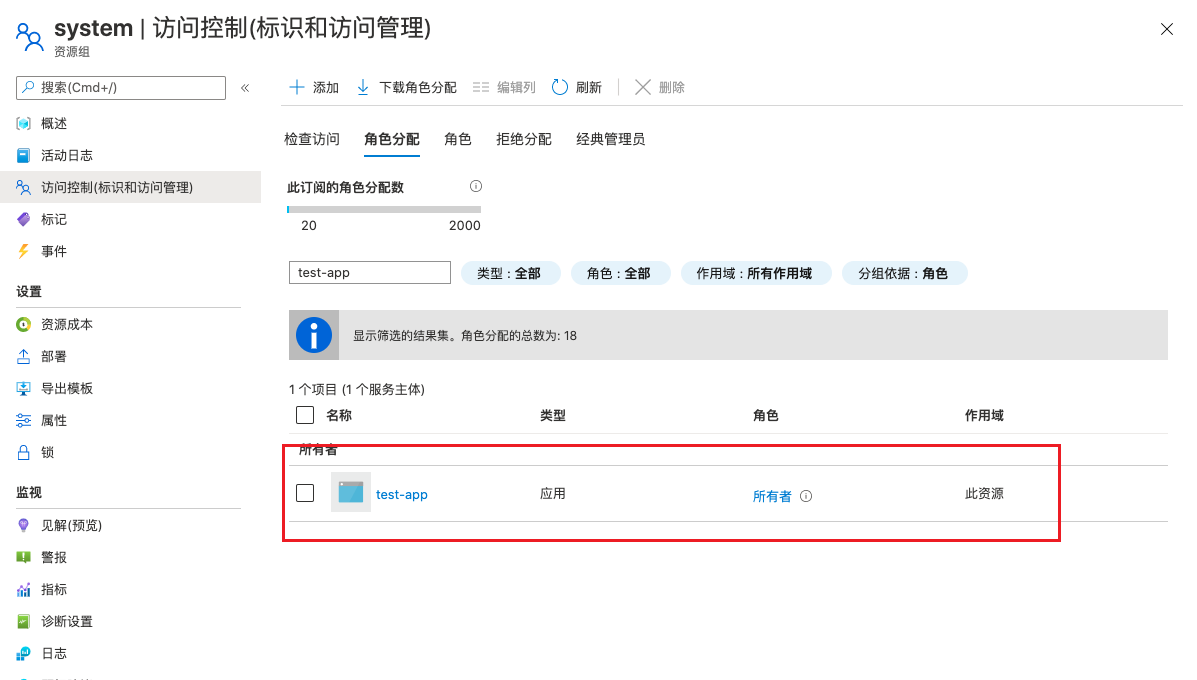 system | 访问控制(标识和访问管理)
资源组
搜索(Cmd+/)
«
概述
活动日志
访问控制(标识和访问管理)
标记
事件
设置
资源成本
部署
导出模板
属性
锁
监视
见解(预览)
警报
指标
诊断设置
日志
添加
下载角色分配
编辑列
刷新
删除
检查访问 角色分配 角色 拒绝分配 经典管理员
此订阅的角色分配数
20 2000
test-app 类型 : 全部 角色 : 全部 作用域 : 所有作用域 分组依据 : 角色
显示筛选的结果集。角色分配的总数为: 18
1 个项目 (1 个服务主体)
名称 类型 角色 作用域
所有者
test-app 应用 所有者 此资源